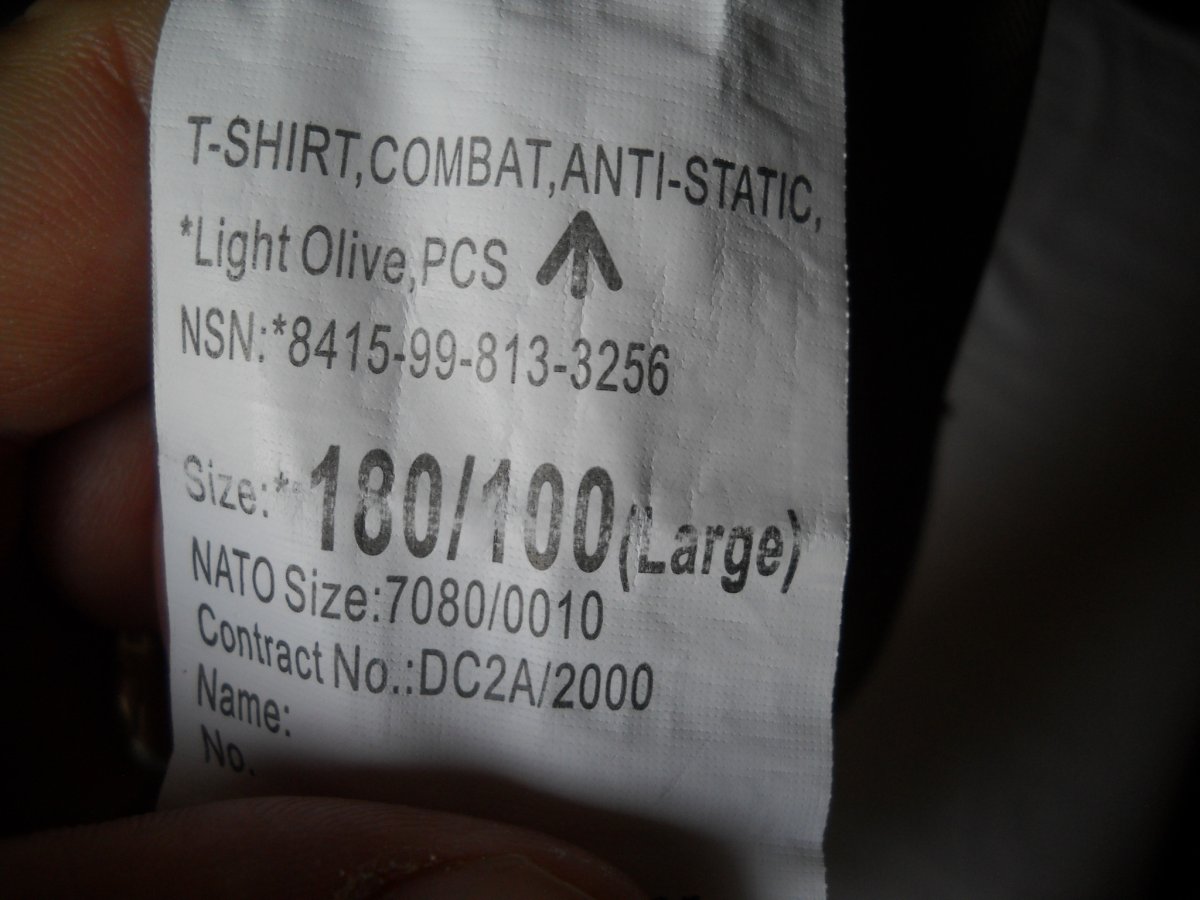 T-SHIRT,COMBAT,ANTI-STATIC,
*Light Olive,PCS
NSN:*8415-99-813-3256
Size:*180/100(Large)
NATO Size:7080/0010
Contract No.:DC2A/2000
Name:
No.